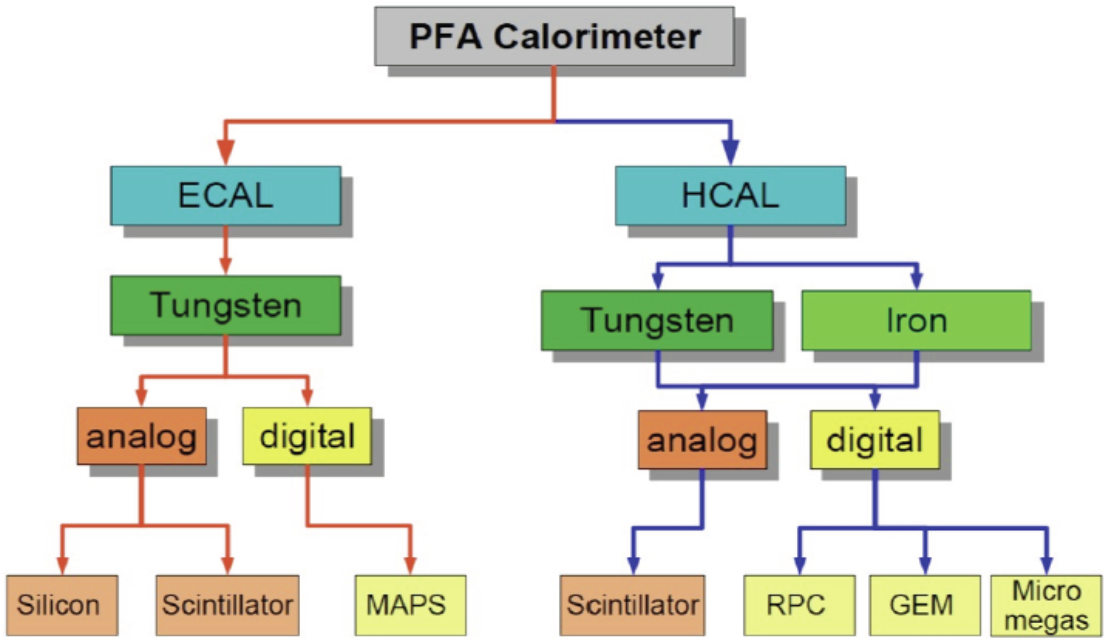 PFA Calorimeter
ECAL
HCAL
Tungsten
Tungsten
Iron
analog
digital
analog
digital
Silicon
Scintillator
MAPS
Scintillator
RPC
GEM
Micro
megas